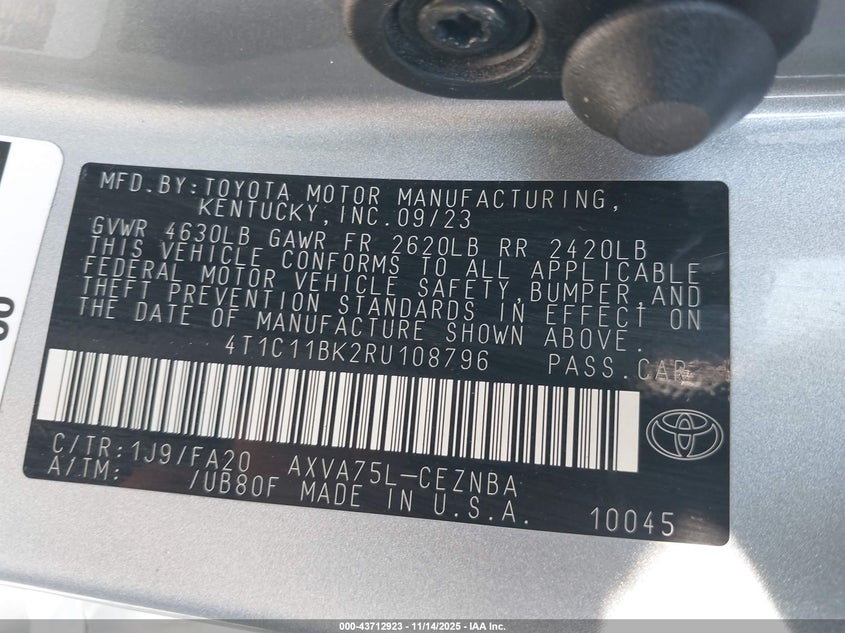 MFD.BY:TOYOTA MOTOR MANUFACTURING,
KENTUCKY,INC.09/23
GVWR 4630LB GAWR FR 2620LB RR 2420LB
THIS VEHICLE CONFORMS TO ALL APPLICABLE
FEDERAL MOTOR VEHICLE SAFETY,BUMPER,AND
THEFT PREVENTION STANDARDS IN EFFECT ON
THE DATE OF MANUFACTURE SHOWN ABOVE.
4T1C11BK2RU108796 PASS.CAR
C/TR:1J9/FA20 AXVA75L-CEZNBA
A/TM: /UB80F MADE IN U.S.A. 10045
000-43712923 | 11/14/2025 - IAA Inc.